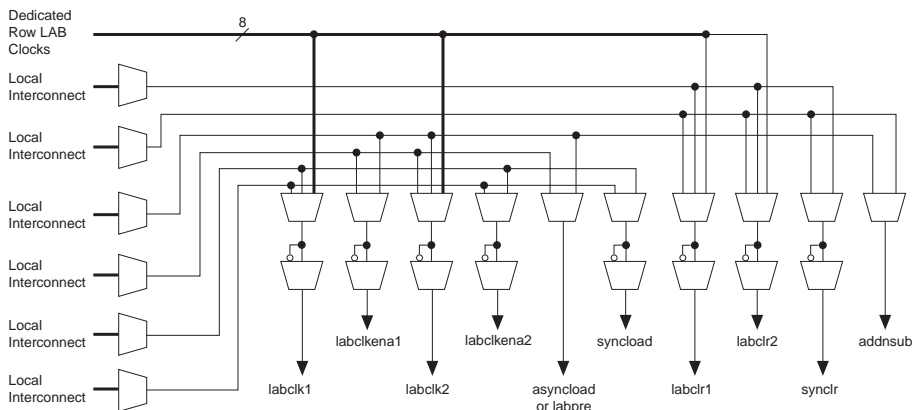 Dedicated
Row LAB
Clocks
8
Local
Interconnect
Local
Interconnect
Local
Interconnect
Local
Interconnect
Local
Interconnect
Local
Interconnect
labclkena1
labclkena2
syncload
labclr2
addnsub
labclk1
labclk2
asyncload
or labpre
labclr1
synclr